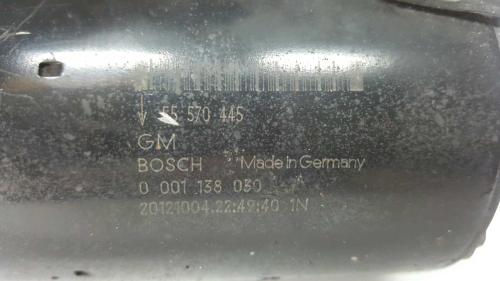 55 570 445
GM
BOSCH Made in Germany
0 001 138 030
20121004.22:49:40 1N